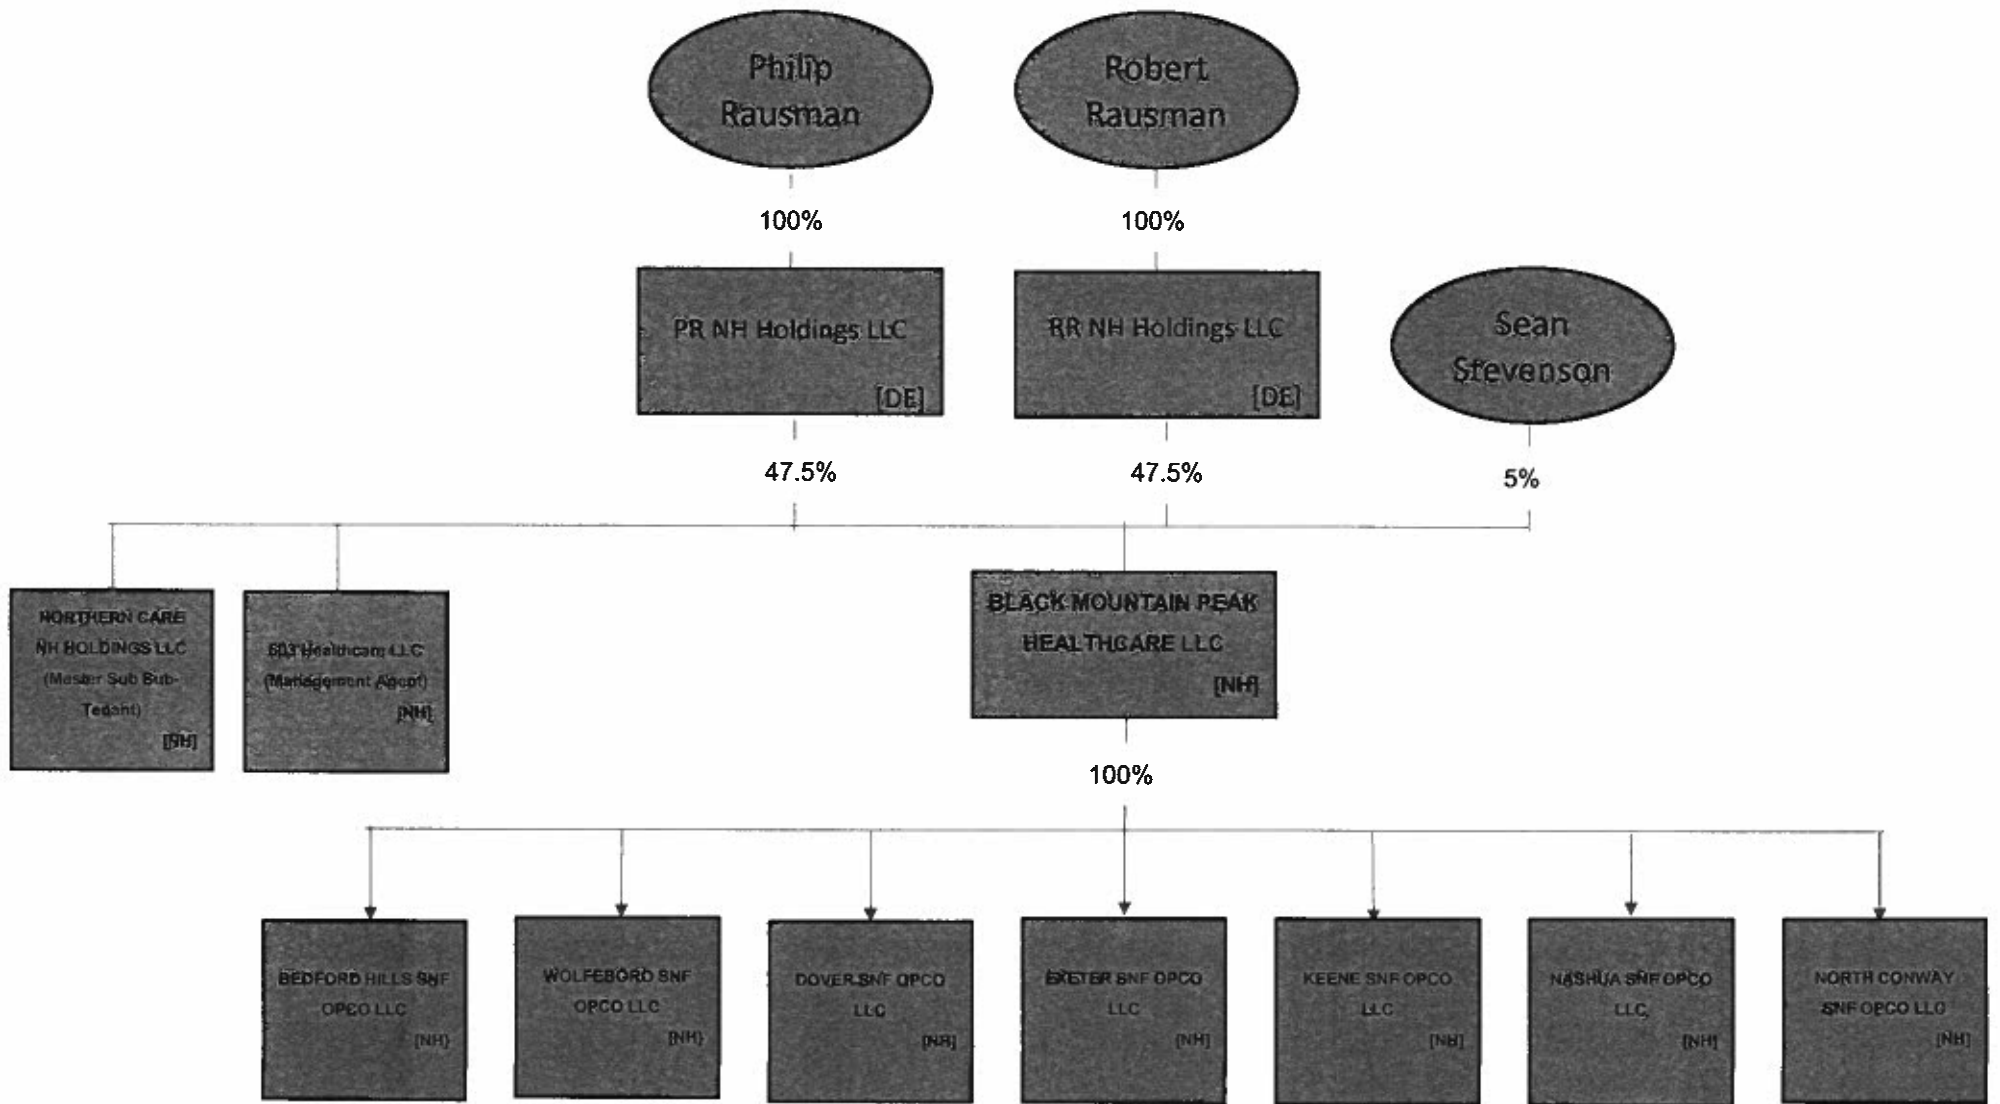 Philip
Rausman
Robert
Rausman
100%
100%
PR NH Holdings LLC
[DE]
RR NH Holdings LLC
[DE]
Sean
Stevenson
47.5%
47.5%
5%
NORTHERN CARE
NH HOLDINGS LLC
(Master Sub Sub-
Tenant)
[NH]
603 Healthcare LLC
(Management Agent)
[NH]
BLACK MOUNTAIN PEAK
HEALTHCARE LLC
[NH]
100%
BEDFORD HILLS SNF
OPCO LLC
[NH]
WOLFEBORO SNF
OPCO LLC
[NH]
DOVER SNF OPCO
LLC
[NH]
EXETER SNF OPCO
LLC
[NH]
KEENE SNF OPCO
LLC
[NH]
NASHUA SNF OPCO
LLC
[NH]
NORTH CONWAY
SNF OPCO LLC
[NH]